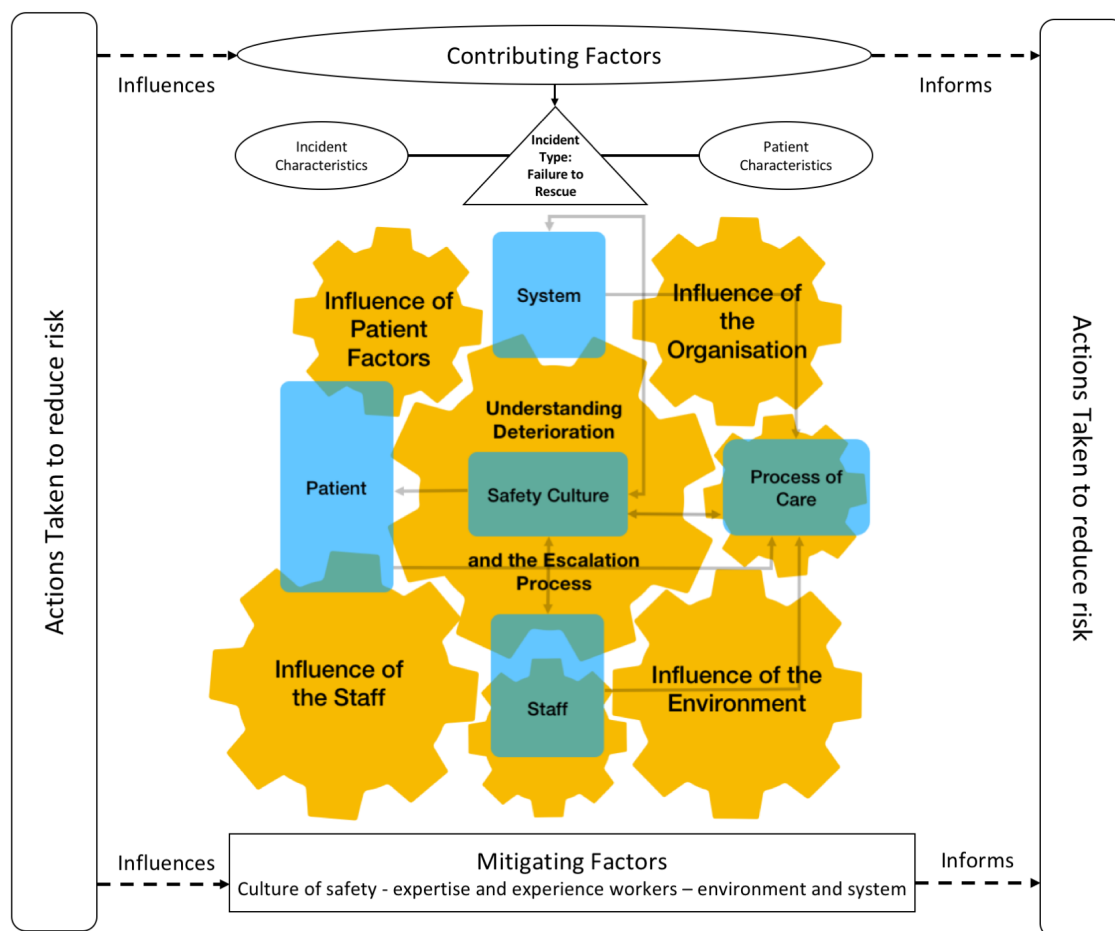 Actions Taken to reduce risk
Contributing Factors
Influences
Informs
Incident
Characteristics
Incident
Type:
Failure to
Rescue
Patient
Characteristics
Influence of
Patient
Factors
System
Influence of
the
Organisation
Understanding
Deterioration
Patient
Safety Culture
Process of
Care
and the Escalation
Process
Influence of
the Staff
Staff
Influence of the
Environment
Influences
Mitigating Factors
Culture of safety - expertise and experience workers – environment and system
Informs
Actions Taken to reduce risk